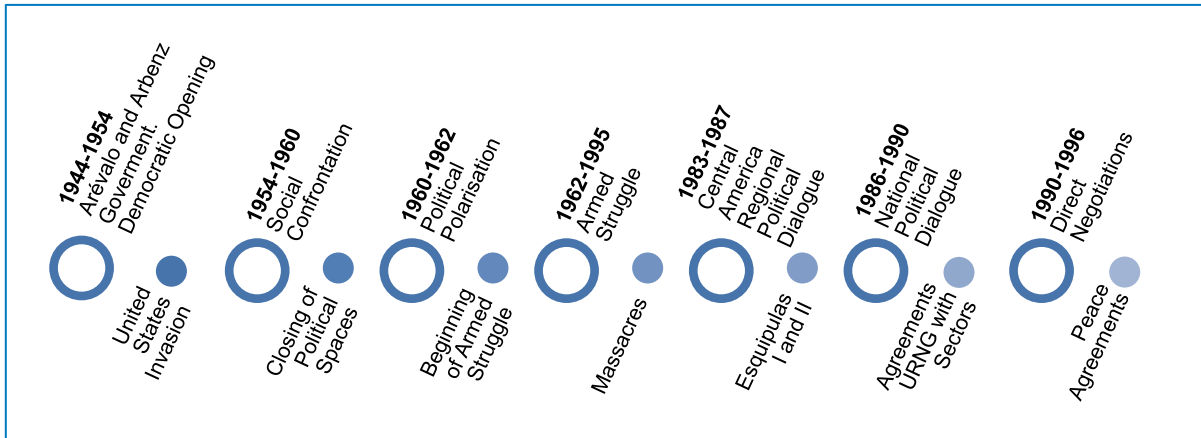 1944-1954
Arévalo and Arbenz
Goverment.
Democratic Opening
United
States
Invasion
1954-1960
Social
Confrontation
Closing of
Political
Spaces
1960-1962
Political
Polarisation
Beginning
of Armed
Struggle
1962-1995
Armed
Struggle
Massacres
1983-1987
Central
America
Regional
Political
Dialogue
Esquipulas
I and II
1986-1990
National
Political
Dialogue
Agreements
URNG with
Sectors
1990-1996
Direct
Negotiations
Peace
Agreements